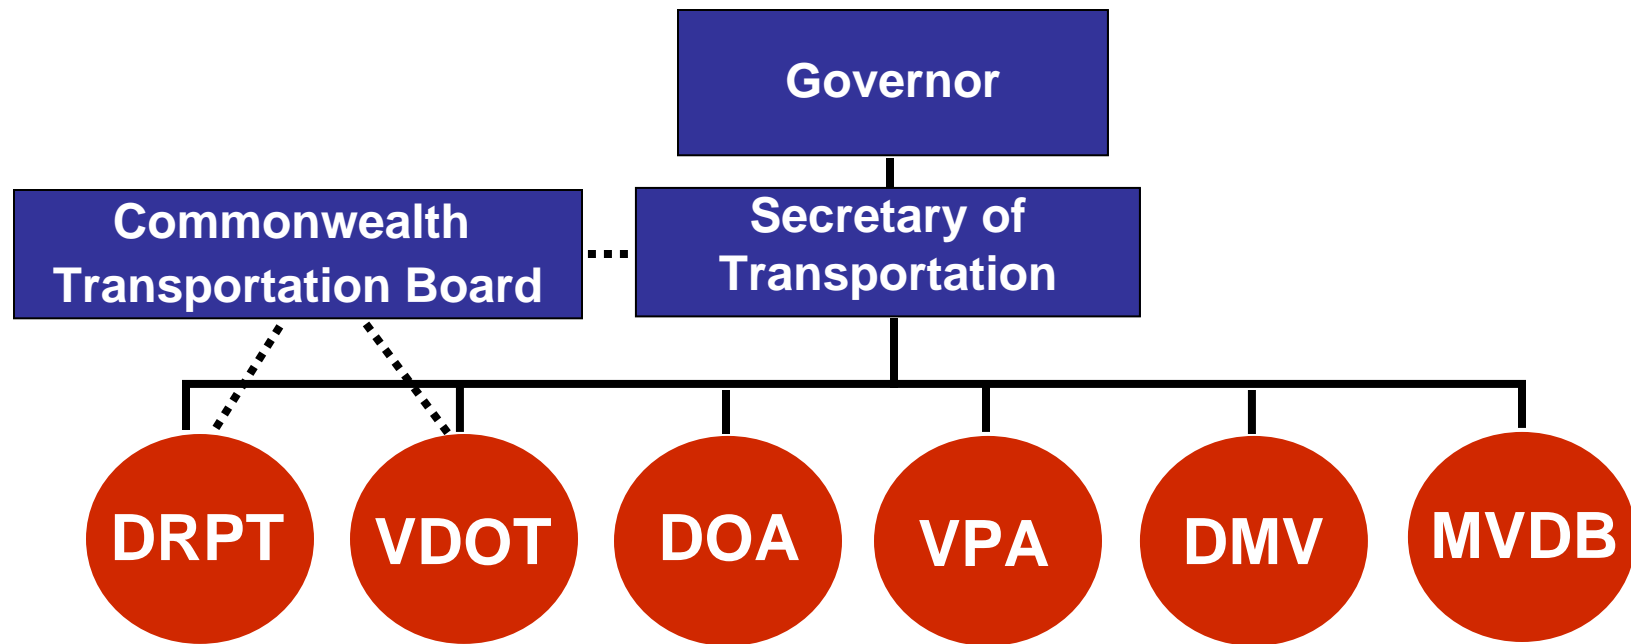 Governor
Commonwealth
Transportation Board
Secretary of
Transportation
DRPT
VDOT
DOA
VPA
DMV
MVDB